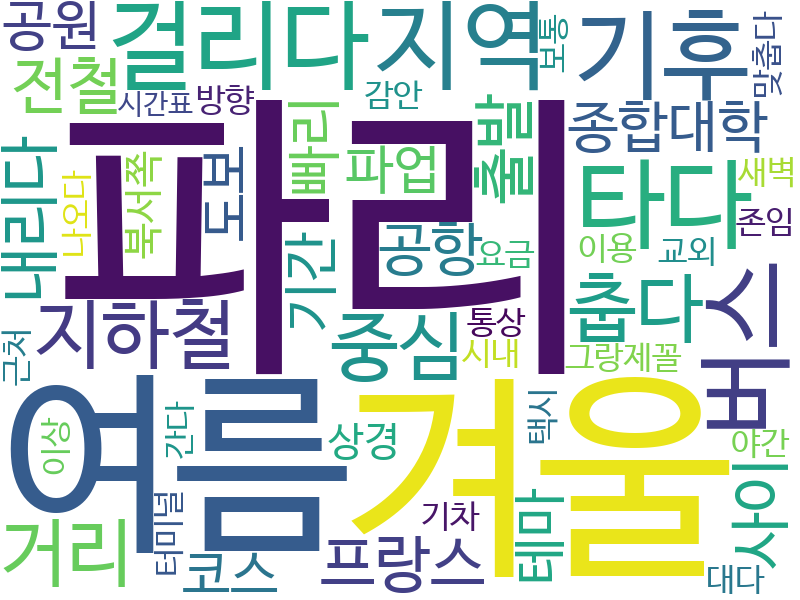 공원
걸리다
지역
보통
기후
맞춥다
전철
시간표
방향
감안
종합대학
파리
빠리
출발
도보
북서쪽
나오다
내리다
파업
타다
새벽
존임
기간
공항
요금
이용
교외
지하철
중심
통상
시내
춥다
그랑제꼴
버스
근처
여름
겨울
이상
간다
상경
택시
야간
터미널
기차
테마
사이
거리
코스
프랑스
대다